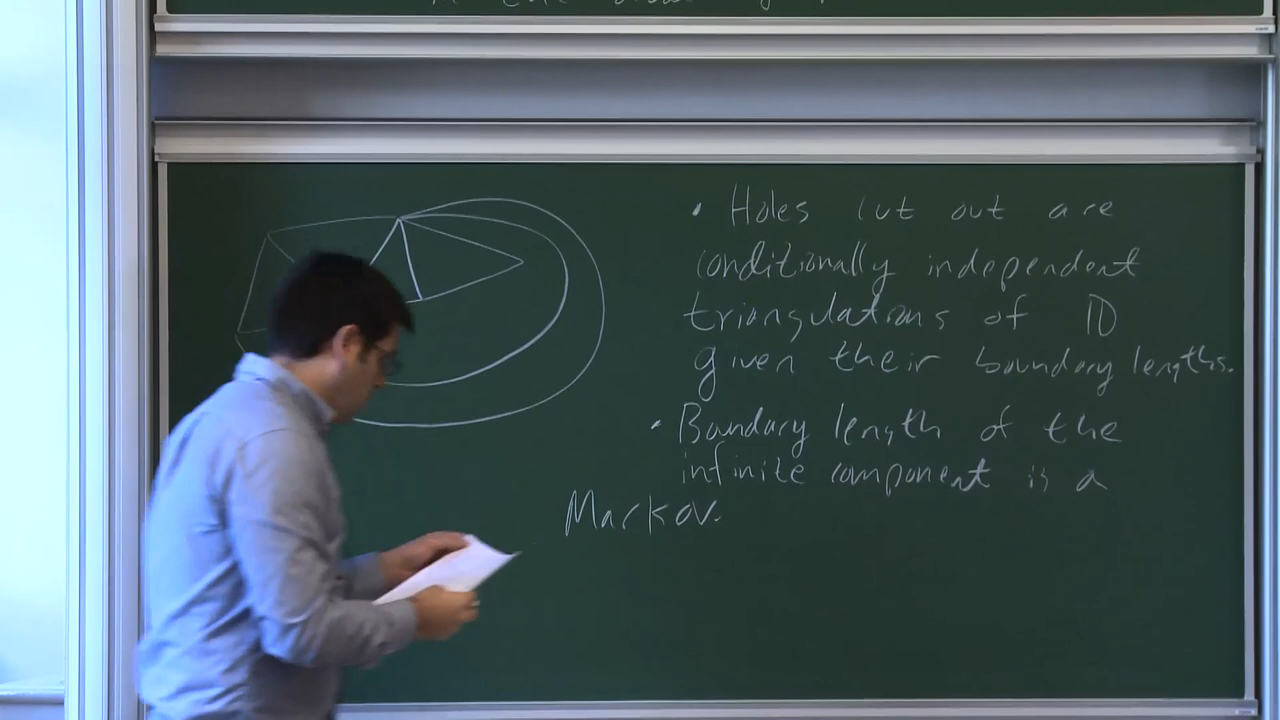 • Holes cut out are
conditionally independent
triangulations of D
given their boundary lengths.
• Boundary length of the
infinite component is a
Markov.